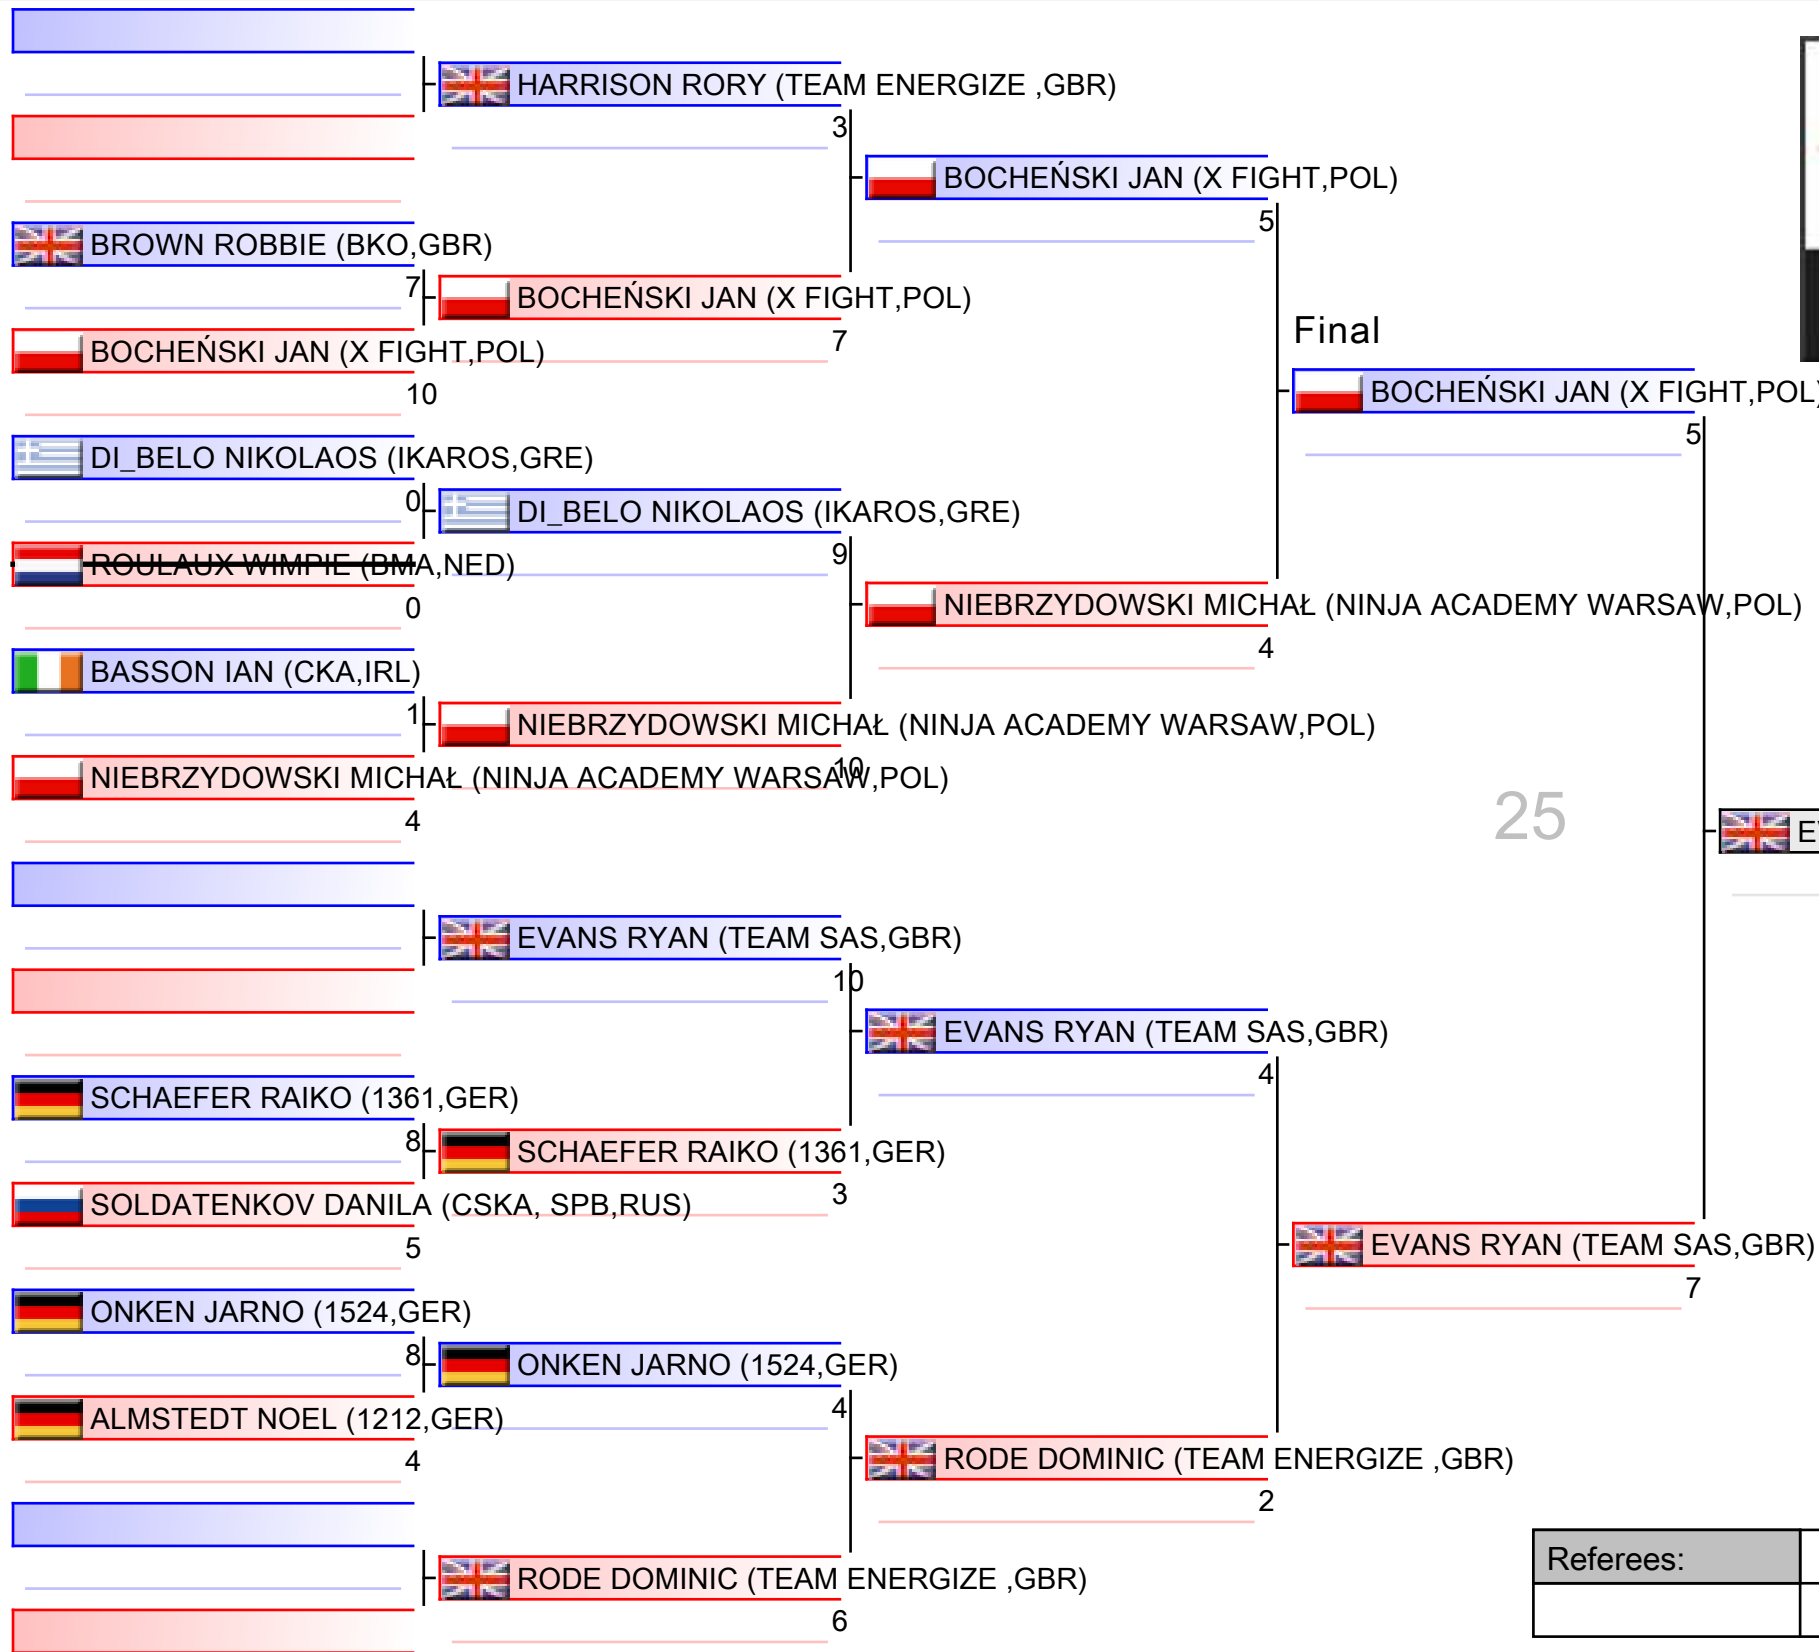 HARRISON RORY (TEAM ENERGIZE ,GBR)
3
BOCHEŃSKI JAN (X FIGHT,POL)
5
BROWN ROBBIE (BKO,GBR)
7
BOCHEŃSKI JAN (X FIGHT,POL)
7
BOCHEŃSKI JAN (X FIGHT,POL)
10
Final
BOCHEŃSKI JAN (X FIGHT,POL)
5
DI_BELO NIKOLAOS (IKAROS,GRE)
0
DI_BELO NIKOLAOS (IKAROS,GRE)
9
ROULAUX WIMPIE (BMA,NED)
0
NIEBRZYDOWSKI MICHAŁ (NINJA ACADEMY WARSAW,POL)
4
BASSON IAN (CKA,IRL)
1
NIEBRZYDOWSKI MICHAŁ (NINJA ACADEMY WARSAW,POL)
10
NIEBRZYDOWSKI MICHAŁ (NINJA ACADEMY WARSAW,POL)
4
25
EVANS RYAN (TEAM SAS,GBR)
10
EVANS RYAN (TEAM SAS,GBR)
4
SCHAEFER RAIKO (1361,GER)
8
SCHAEFER RAIKO (1361,GER)
3
SOLDATENKOV DANILA (CSKA, SPB,RUS)
5
EVANS RYAN (TEAM SAS,GBR)
7
ONKEN JARNO (1524,GER)
8
ONKEN JARNO (1524,GER)
4
ALMSTEDT NOEL (1212,GER)
4
RODE DOMINIC (TEAM ENERGIZE ,GBR)
2
RODE DOMINIC (TEAM ENERGIZE ,GBR)
6
Referees: